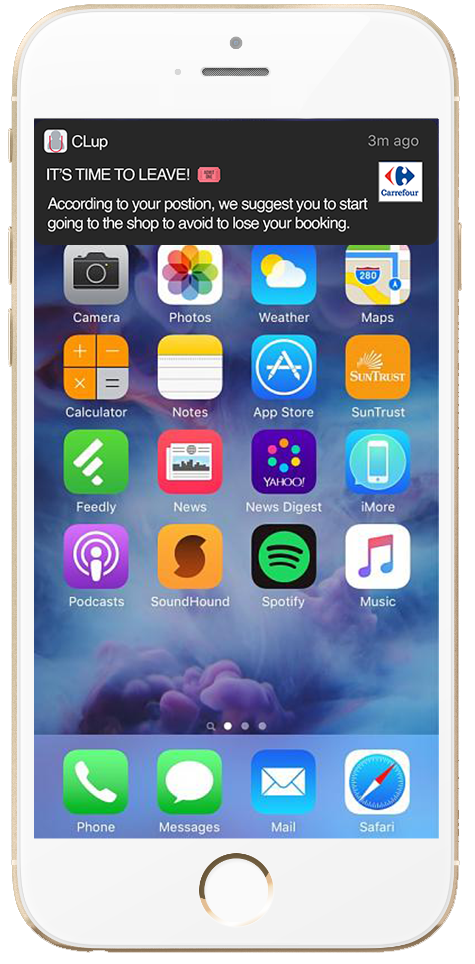 CLup 3m ago
IT'S TIME TO LEAVE!
Carrefour
According to your postion, we suggest you to start
going to the shop to avoid to lose your booking.
280
Camera Photos Weather Maps
SUNTRUST
Calculator Notes App Store SunTrust
NEWS
YAHOO!
Feedly News News Digest iMore
Podcasts SoundHound Spotify Music
Phone Messages Mail Safari